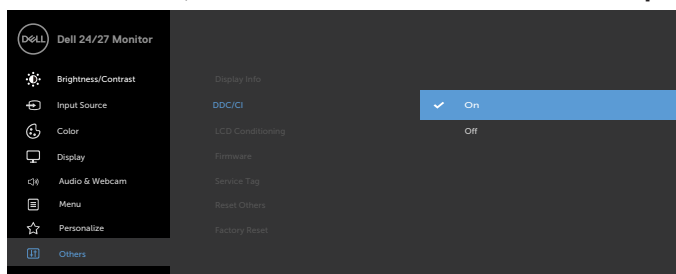 DELL Dell 24/27 Monitor
Brightness/Contrast
Input Source
Color
Display
Audio & Webcam
Menu
Personalize
Others
Display Info
DDC/CI
LCD Conditioning
Firmware
Service Tag
Reset Others
Factory Reset
On
Off